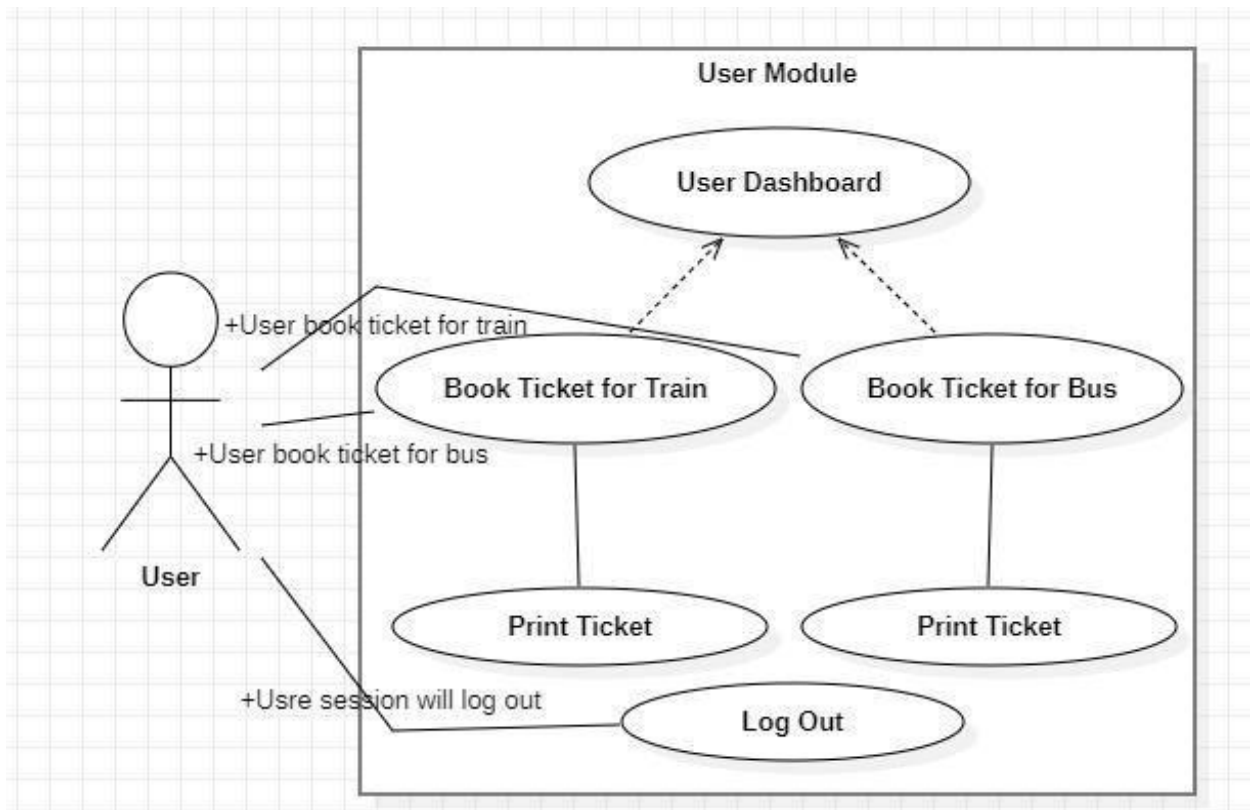 User Module
User Dashboard
+User book ticket for train
Book Ticket for Train
Book Ticket for Bus
+User book ticket for bus
User
Print Ticket
Print Ticket
+Usre session will log out
Log Out